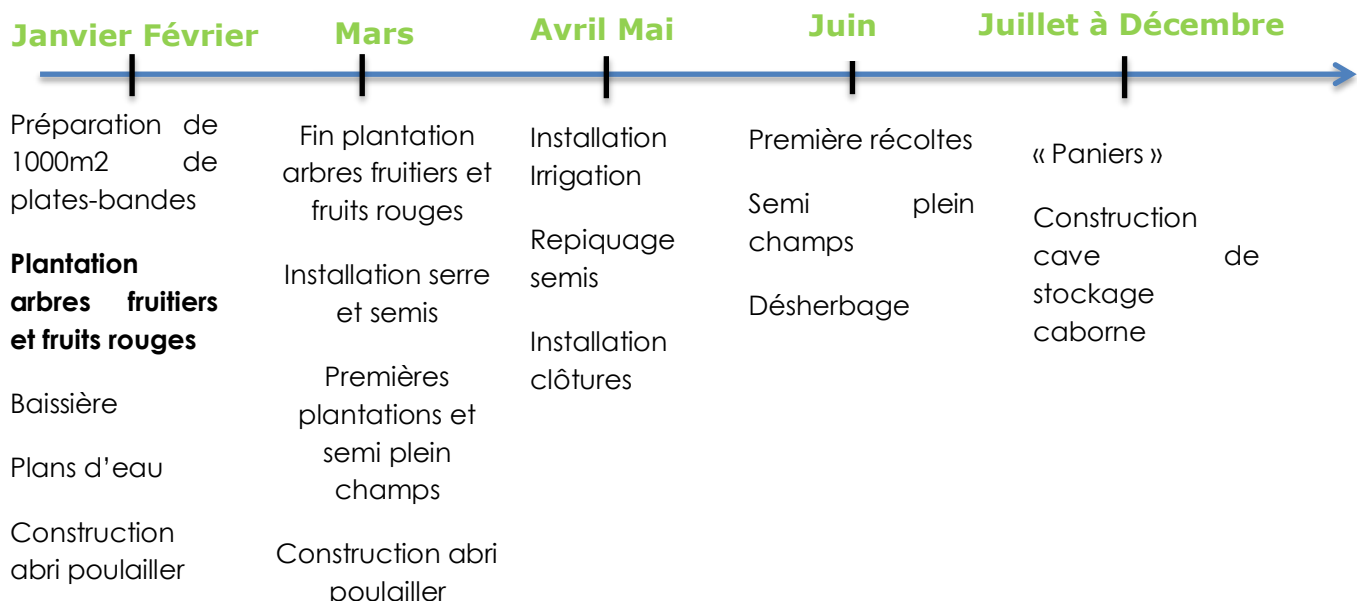 Janvier Février
Mars
Avril Mai
Juin
Juillet à Décembre
Préparation de
1000m2 de
plates-bandes
Plantation
arbres fruitiers
et fruits rouges
Baissière
Plans d’eau
Construction
abri poulailler
Fin plantation
arbres fruitiers et
fruits rouges
Installation serre
et semis
Premières
plantations et
semi plein
champs
Construction abri
poulailler
Installation
Irrigation
Repiquage
semis
Installation
clôtures
Première récoltes
Semi plein
champs
Désherbage
« Paniers »
Construction
cave de
stockage
caborne